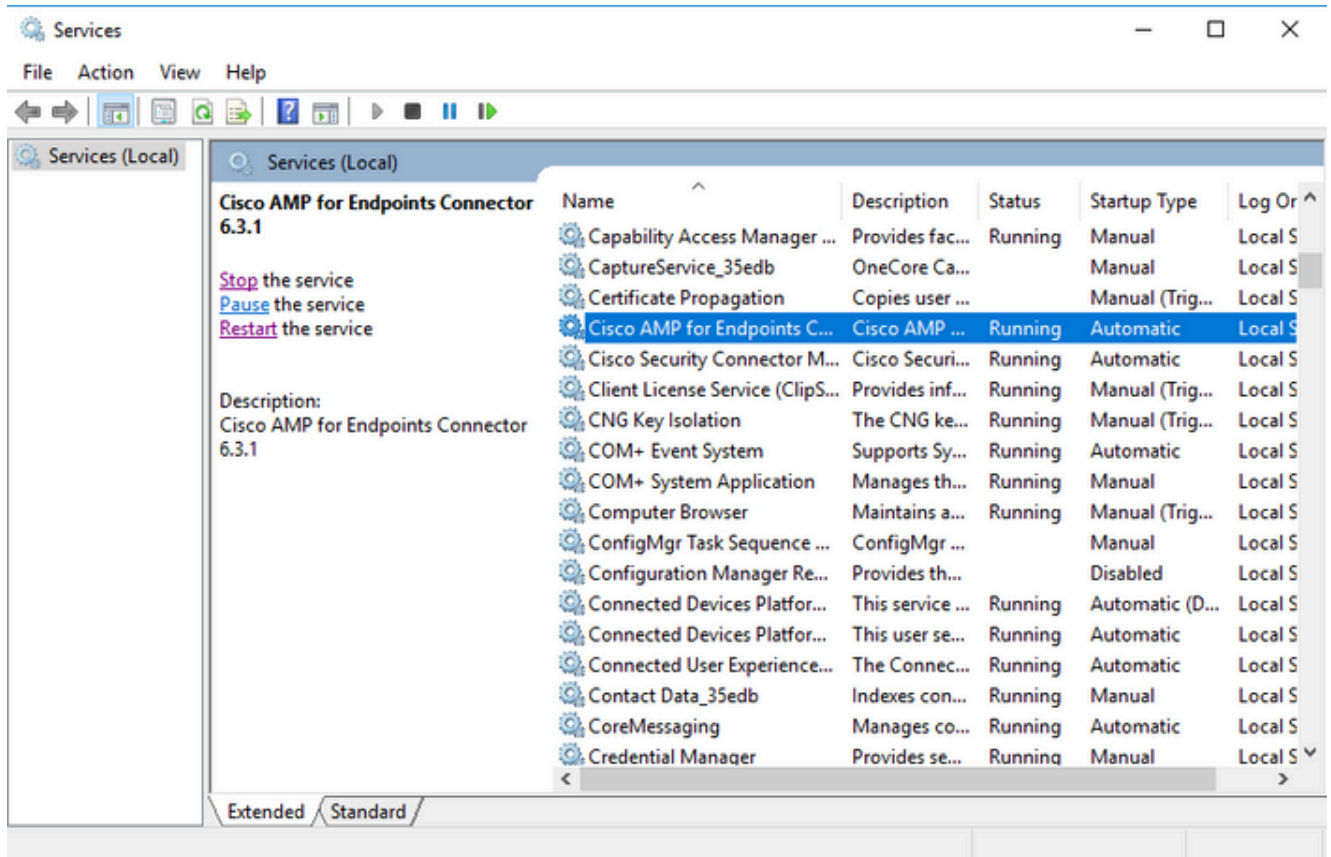 Services
File Action View Help
Services (Local)
Services (Local)
Cisco AMP for Endpoints Connector
6.3.1
Stop the service
Pause the service
Restart the service
Description:
Cisco AMP for Endpoints Connector
6.3.1
Name Description Status Startup Type Log Or
Capability Access Manager ... Provides fac... Running Manual Local S
CaptureService_35edb OneCore Ca... Manual Local S
Certificate Propagation Copies user ... Manual (Trig... Local S
Cisco AMP for Endpoints C... Cisco AMP ... Running Automatic Local S
Cisco Security Connector M... Cisco Securi... Running Automatic Local S
Client License Service (ClipS... Provides inf... Running Manual (Trig... Local S
CNG Key Isolation The CNG ke... Running Manual (Trig... Local S
COM+ Event System Supports Sy... Running Automatic Local S
COM+ System Application Manages th... Running Manual Local S
Computer Browser Maintains a... Running Manual (Trig... Local S
ConfigMgr Task Sequence ... ConfigMgr ... Manual Local S
Configuration Manager Re... Provides th... Disabled Local S
Connected Devices Platfor... This service ... Running Automatic (D... Local S
Connected Devices Platfor... This user se... Running Automatic Local S
Connected User Experience... The Connec... Running Automatic Local S
Contact Data_35edb Indexes con... Running Manual Local S
CoreMessaging Manages co... Running Automatic Local S
Credential Manager Provides se... Running Manual Local S
Extended Standard